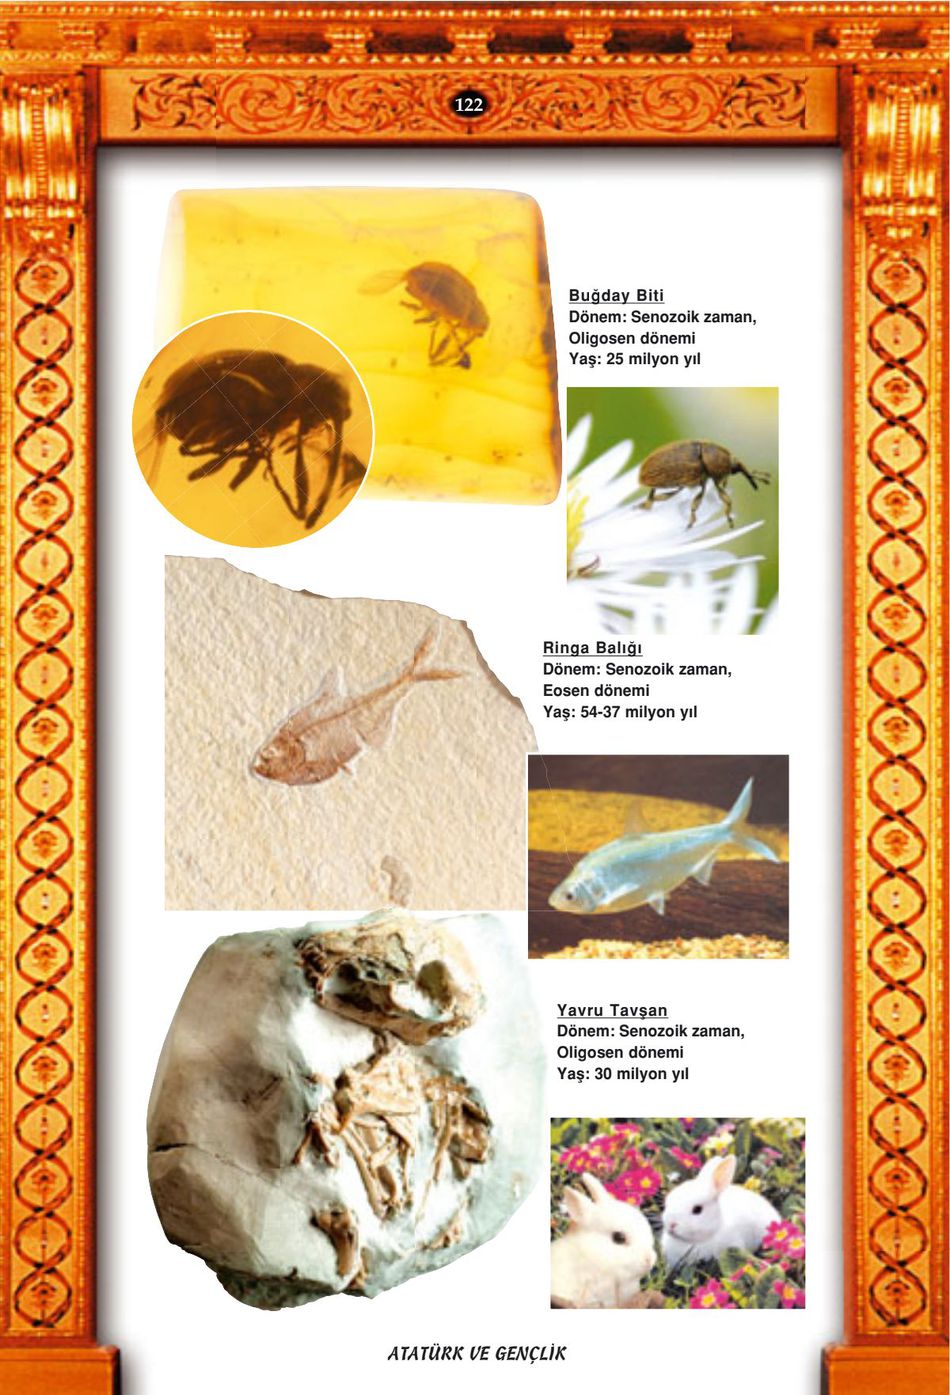 122
Buğday Biti
Dönem: Senozoik zaman,
Oligosen dönemi
Yaş: 25 milyon yıl
Ringa Balığı
Dönem: Senozoik zaman,
Eosen dönemi
Yaş: 54-37 milyon yıl
Yavru Tavşan
Dönem: Senozoik zaman,
Oligosen dönemi
Yaş: 30 milyon yıl
ATATÜRK VE GENÇLİK